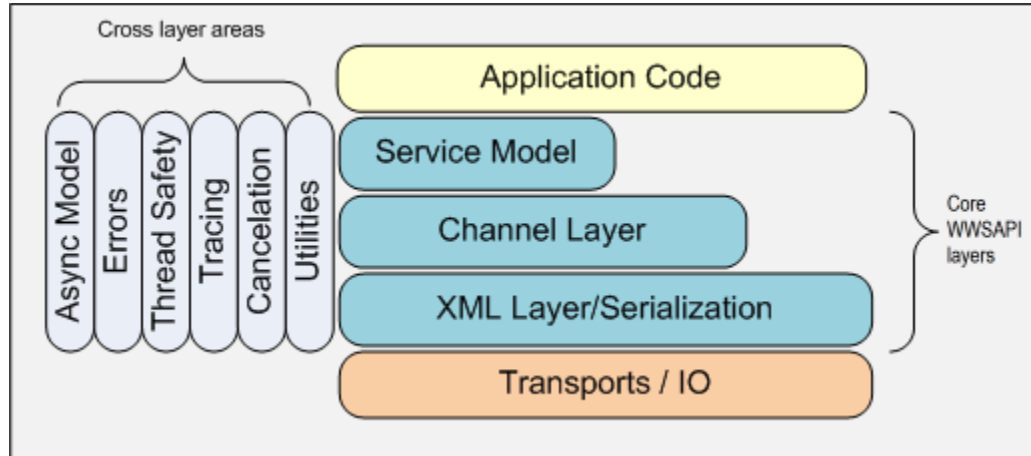 Cross layer areas
Application Code
Async Model
Errors
Thread Safety
Tracing
Cancelation
Utilities
Service Model
Channel Layer
XML Layer/Serialization
Transports / IO
Core
WWSAPI
layers